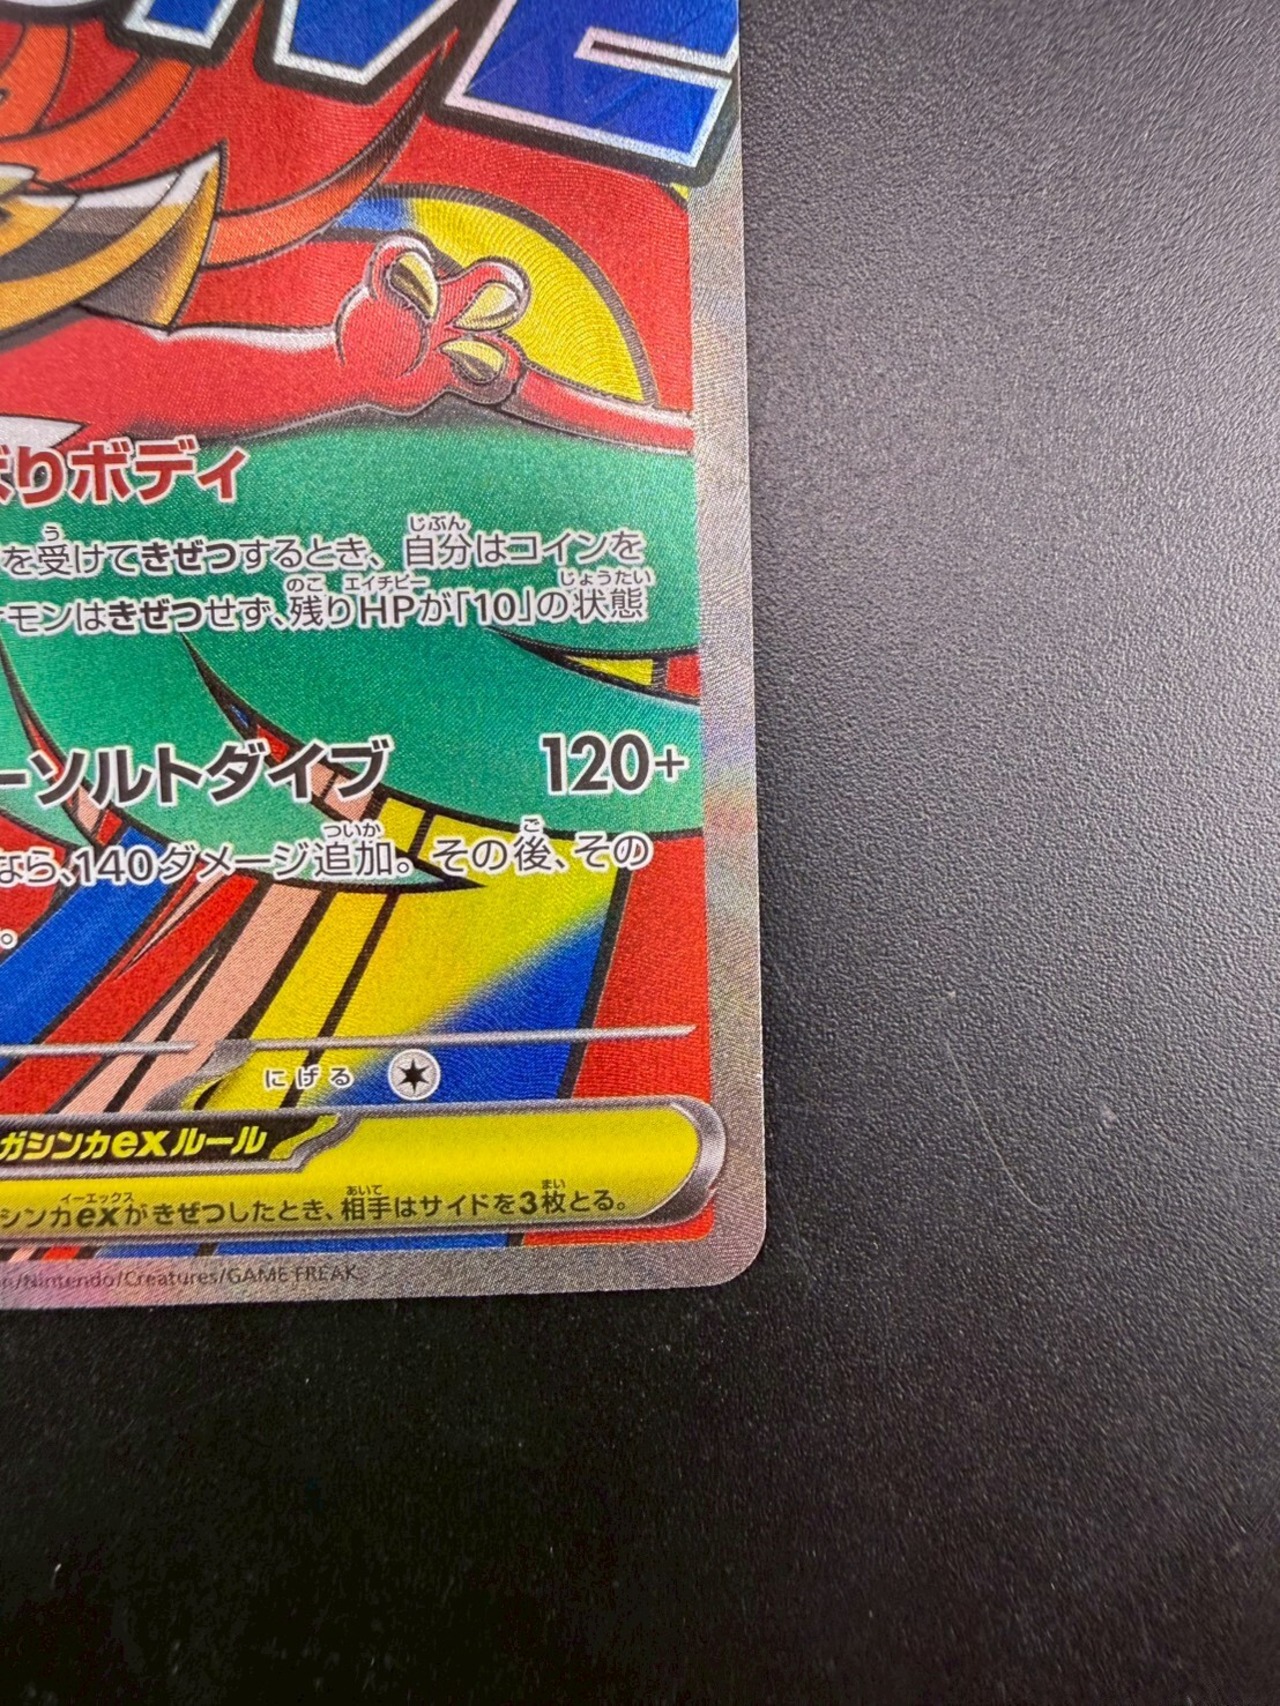 IVE
ばりボディ
を受けてきぜつするとき、自分はコインを
ケモンはきぜつせず、残りHPが「10」の状態
ーソルトダイブ 120+
なら、140ダメージ追加。その後、その
。
にげる
ガシンカexルール
シンカexがきぜつしたとき、相手はサイドを3枚とる。
/Nintendo/Creatures/GAME FREAK.